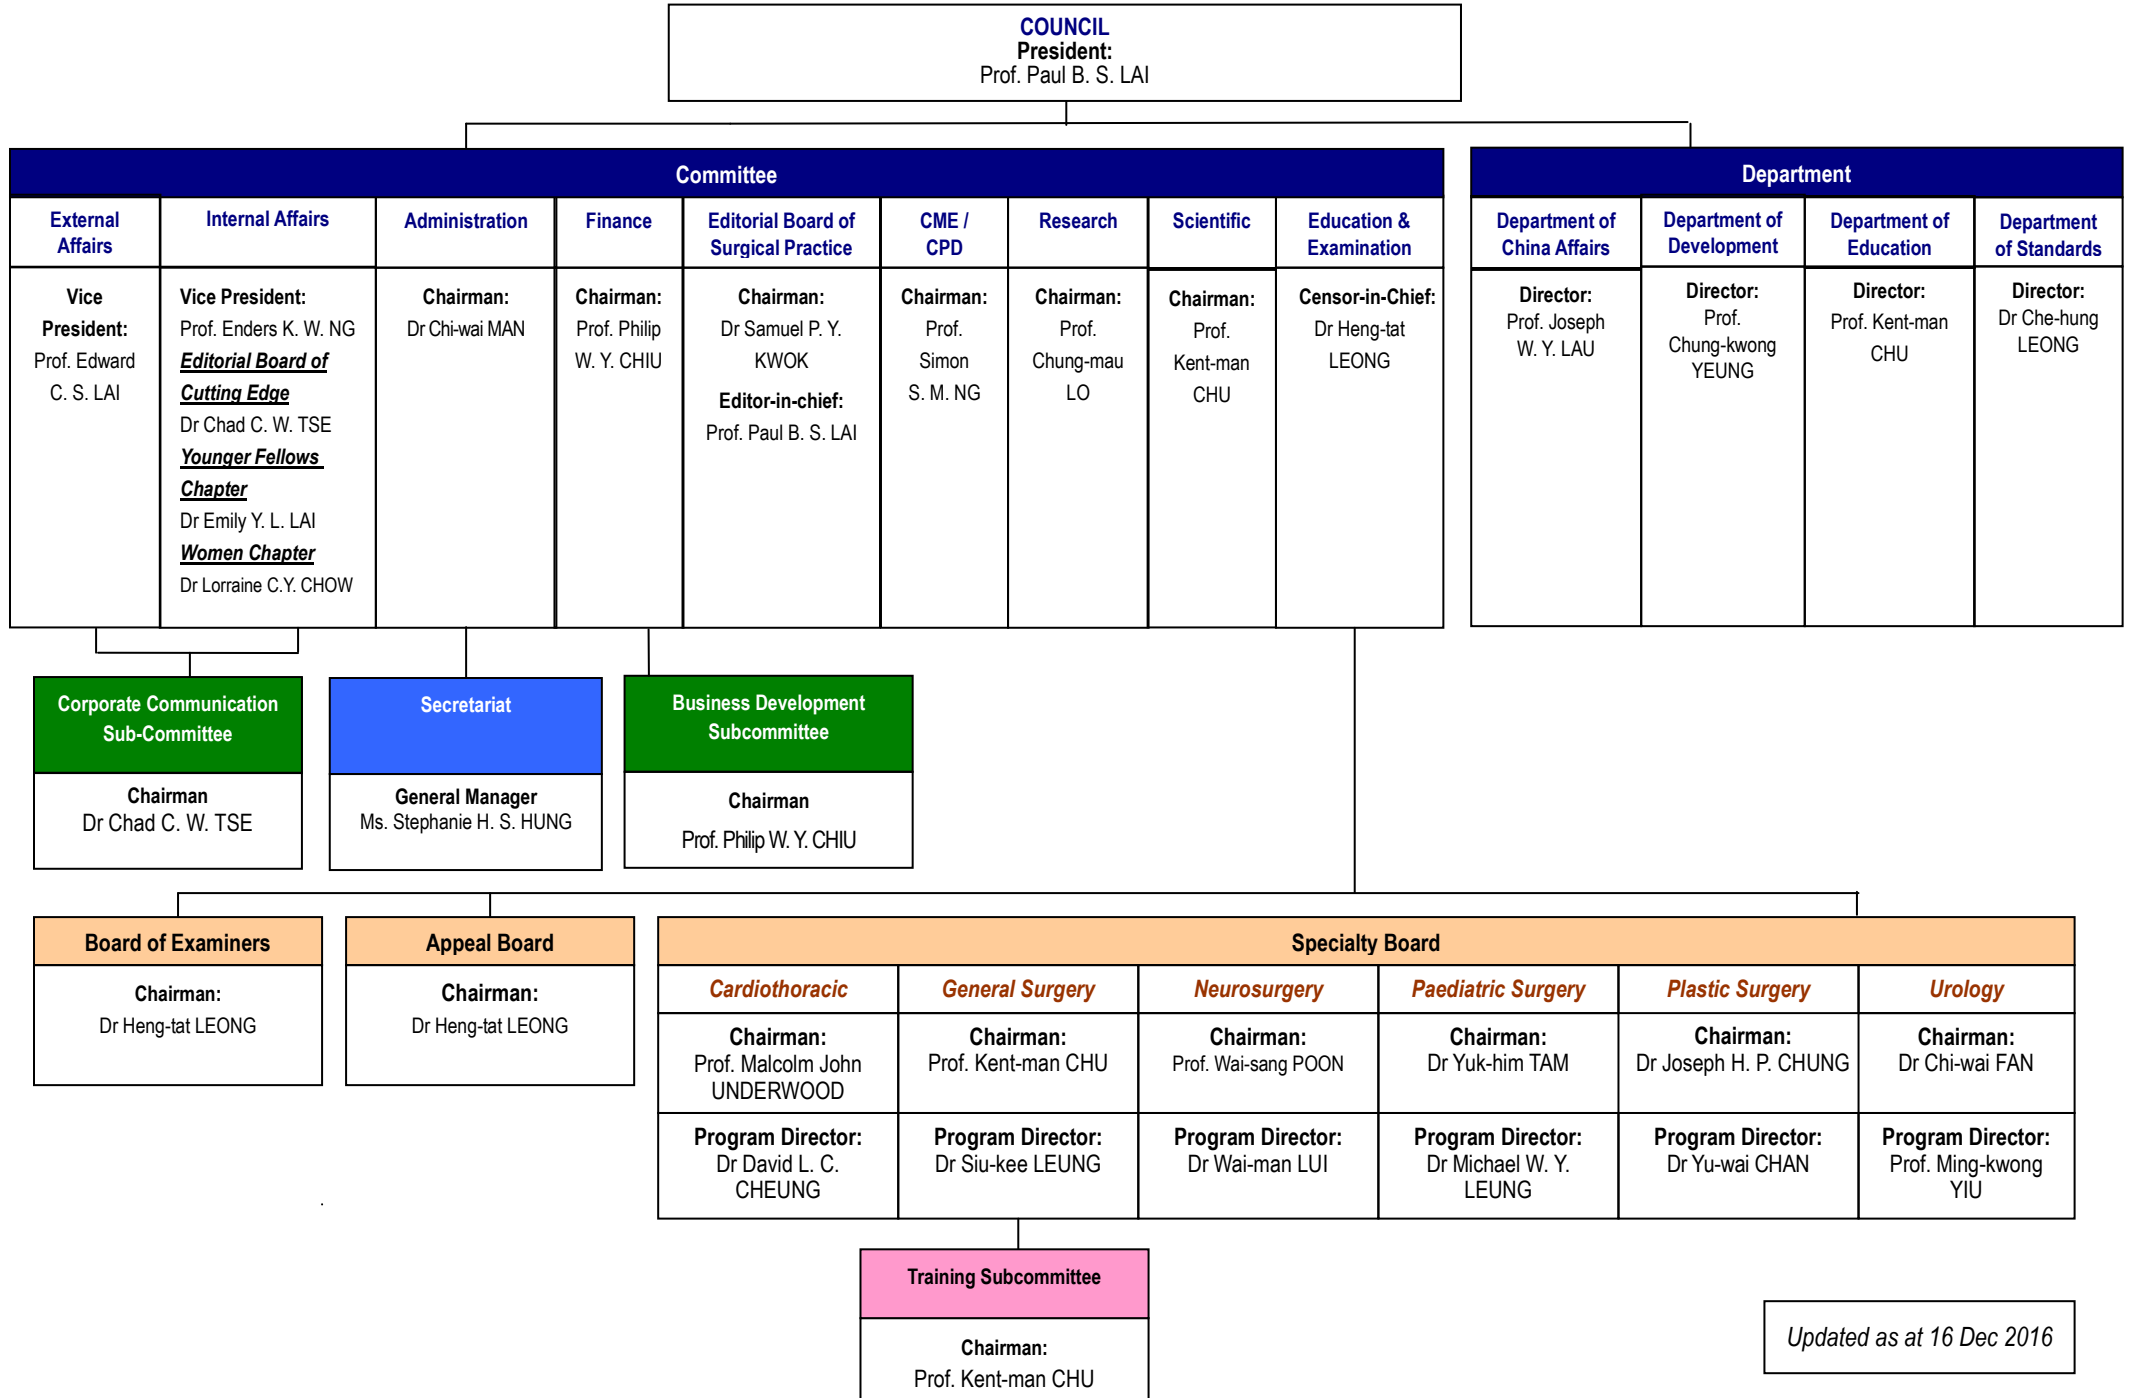 COUNCIL
President:
Prof. Paul B. S. LAI
Committee
External
Affairs
Vice
President:
Prof. Edward
C. S. LAI
Internal Affairs
Vice President:
Prof. Enders K. W. NG
Editorial Board of
Cutting Edge
Dr Chad C. W. TSE
Younger Fellows
Chapter
Dr Emily Y. L. LAI
Women Chapter
Dr Lorraine C.Y. CHOW
Administration
Chairman:
Dr Chi-wai MAN
Finance
Chairman:
Prof. Philip
W. Y. CHIU
Editorial Board of
Surgical Practice
Chairman:
Dr Samuel P. Y.
KWOK
Editor-in-chief:
Prof. Paul B. S. LAI
CME /
CPD
Chairman:
Prof.
Simon
S. M. NG
Research
Chairman:
Prof.
Chung-mau
LO
Scientific
Chairman:
Prof.
Kent-man
CHU
Education &
Examination
Censor-in-Chief:
Dr Heng-tat
LEONG
Department
Department of
China Affairs
Director:
Prof. Joseph
W. Y. LAU
Department of
Development
Director:
Prof.
Chung-kwong
YEUNG
Department of
Education
Director:
Prof. Kent-man
CHU
Department
of Standards
Director:
Dr Che-hung
LEONG
Corporate Communication
Sub-Committee
Chairman
Dr Chad C. W. TSE
Secretariat
General Manager
Ms. Stephanie H. S. HUNG
Business Development
Subcommittee
Chairman
Prof. Philip W. Y. CHIU
Board of Examiners
Chairman:
Dr Heng-tat LEONG
Appeal Board
Chairman:
Dr Heng-tat LEONG
Specialty Board
Cardiothoracic
Chairman:
Prof. Malcolm John
UNDERWOOD
Program Director:
Dr David L. C.
CHEUNG
General Surgery
Chairman:
Prof. Kent-man CHU
Program Director:
Dr Siu-kee LEUNG
Neurosurgery
Chairman:
Prof. Wai-sang POON
Program Director:
Dr Wai-man LUI
Paediatric Surgery
Chairman:
Dr Yuk-him TAM
Program Director:
Dr Michael W. Y.
LEUNG
Plastic Surgery
Chairman:
Dr Joseph H. P. CHUNG
Program Director:
Dr Yu-wai CHAN
Urology
Chairman:
Dr Chi-wai FAN
Program Director:
Prof. Ming-kwong
YIU
Training Subcommittee
Chairman:
Prof. Kent-man CHU
Updated as at 16 Dec 2016